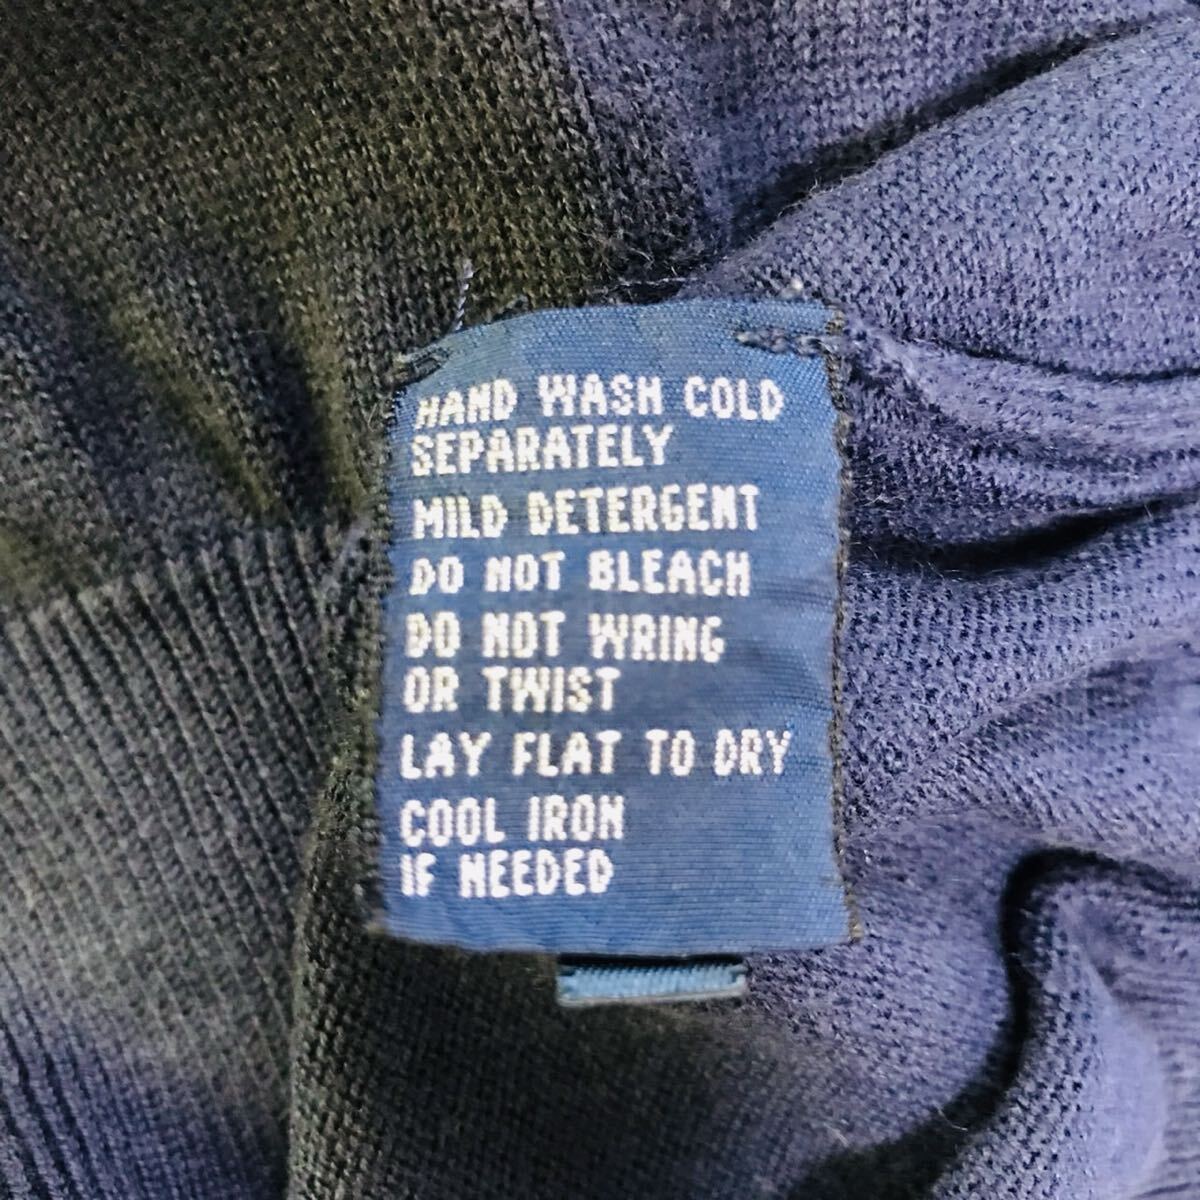 HAND WASH COLD
SEPARATELY
MILD DETERGENT
DO NOT BLEACH
DO NOT WRING
OR TWIST
LAY FLAT TO DRY
COOL IRON
IF NEEDED